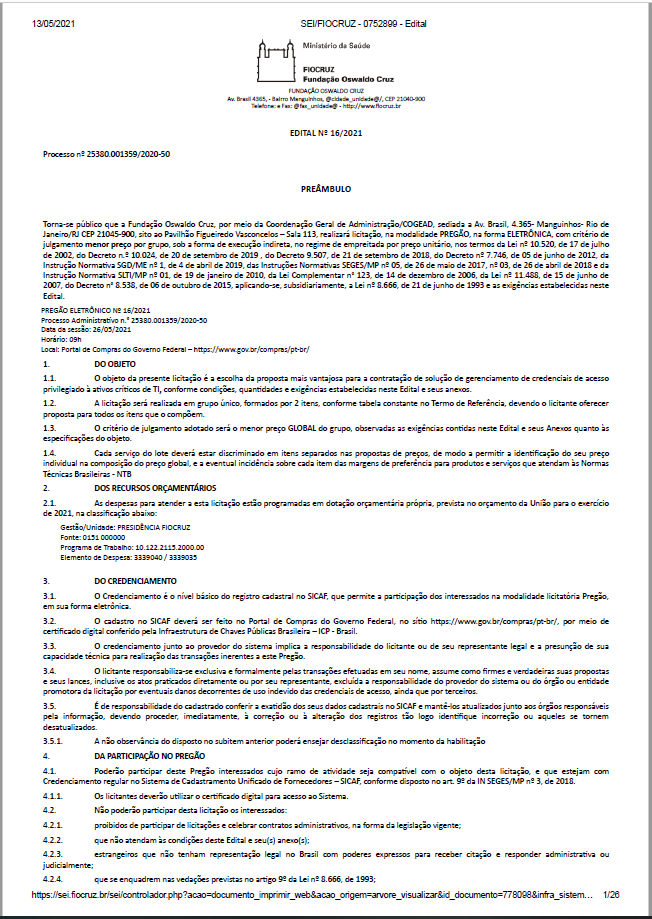 13/05/2021 SEI/FIOCRUZ - 0752899 - Edital
Ministério da Saúde
FIOCRUZ
Fundação Oswaldo Cruz
FUNDAÇÃO OSWALDO CRUZ
Av. Brasil 4365, - Bairro Manguinhos, @cidade_unidade@/, CEP 21040-900
Telefone: e Fax: @fax_unidade@ - http://www.fiocruz.br
EDITAL Nº 16/2021
Processo nº 25380.001359/2020-50
PREÂMBULO
Torna-se público que a Fundação Oswaldo Cruz, por meio da Coordenação Geral de Administração/COGEAD, sediada a Av. Brasil, 4.365- Manguinhos- Rio de
Janeiro/RJ CEP 21045-900, sito ao Pavilhão Figueiredo Vasconcelos – Sala 113, realizará licitação, na modalidade PREGÃO, na forma ELETRÔNICA, com critério de
julgamento menor preço por grupo, sob a forma de execução indireta, no regime de empreitada por preço unitário, nos termos da Lei nº 10.520, de 17 de julho
de 2002, do Decreto n.º 10.024, de 20 de setembro de 2019 , do Decreto 9.507, de 21 de setembro de 2018, do Decreto nº 7.746, de 05 de junho de 2012, da
Instrução Normativa SGD/ME nº 1, de 4 de abril de 2019, das Instruções Normativas SEGES/MP nº 05, de 26 de maio de 2017, nº 03, de 26 de abril de 2018 e da
Instrução Normativa SLTI/MP nº 01, de 19 de janeiro de 2010, da Lei Complementar n° 123, de 14 de dezembro de 2006, da Lei nº 11.488, de 15 de junho de
2007, do Decreto n° 8.538, de 06 de outubro de 2015, aplicando-se, subsidiariamente, a Lei nº 8.666, de 21 de junho de 1993 e as exigências estabelecidas neste
Edital.
PREGÃO ELETRÔNICO Nº 16/2021
Processo Administrativo n.° 25380.001359/2020-50
Data da sessão: 26/05/2021
Horário: 09h
Local: Portal de Compras do Governo Federal – https://www.gov.br/compras/pt-br/
1. DO OBJETO
1.1. O objeto da presente licitação é a escolha da proposta mais vantajosa para a contratação de solução de gerenciamento de credenciais de acesso
privilegiado à ativos críticos de TI, conforme condições, quantidades e exigências estabelecidas neste Edital e seus anexos.
1.2. A licitação será realizada em grupo único, formados por 2 itens, conforme tabela constante no Termo de Referência, devendo o licitante oferecer
proposta para todos os itens que o compõem.
1.3. O critério de julgamento adotado será o menor preço GLOBAL do grupo, observadas as exigências contidas neste Edital e seus Anexos quanto às
especificações do objeto.
1.4. Cada serviço do lote deverá estar discriminado em itens separados nas propostas de preços, de modo a permitir a identificação do seu preço
individual na composição do preço global, e a eventual incidência sobre cada item das margens de preferência para produtos e serviços que atendam às Normas
Técnicas Brasileiras - NTB
2. DOS RECURSOS ORÇAMENTÁRIOS
2.1. As despesas para atender a esta licitação estão programadas em dotação orçamentária própria, prevista no orçamento da União para o exercício
de 2021, na classificação abaixo:
Gestão/Unidade: PRESIDÊNCIA FIOCRUZ
Fonte: 0151 000000
Programa de Trabalho: 10.122.2115.2000.00
Elemento de Despesa: 3339040 / 3339035
3. DO CREDENCIAMENTO
3.1. O Credenciamento é o nível básico do registro cadastral no SICAF, que permite a participação dos interessados na modalidade licitatória Pregão,
em sua forma eletrônica.
3.2. O cadastro no SICAF deverá ser feito no Portal de Compras do Governo Federal, no sítio https://www.gov.br/compras/pt-br/, por meio de
certificado digital conferido pela Infraestrutura de Chaves Públicas Brasileira – ICP - Brasil.
3.3. O credenciamento junto ao provedor do sistema implica a responsabilidade do licitante ou de seu representante legal e a presunção de sua
capacidade técnica para realização das transações inerentes a este Pregão.
3.4. O licitante responsabiliza-se exclusiva e formalmente pelas transações efetuadas em seu nome, assume como firmes e verdadeiras suas propostas
e seus lances, inclusive os atos praticados diretamente ou por seu representante, excluída a responsabilidade do provedor do sistema ou do órgão ou entidade
promotora da licitação por eventuais danos decorrentes de uso indevido das credenciais de acesso, ainda que por terceiros.
3.5. É de responsabilidade do cadastrado conferir a exatidão dos seus dados cadastrais no SICAF e mantê-los atualizados junto aos órgãos responsáveis
pela informação, devendo proceder, imediatamente, à correção ou à alteração dos registros tão logo identifique incorreção ou aqueles se tornem
desatualizados.
3.5.1. A não observância do disposto no subitem anterior poderá ensejar desclassificação no momento da habilitação
4. DA PARTICIPAÇÃO NO PREGÃO
4.1. Poderão participar deste Pregão interessados cujo ramo de atividade seja compatível com o objeto desta licitação, e que estejam com
Credenciamento regular no Sistema de Cadastramento Unificado de Fornecedores – SICAF, conforme disposto no art. 9º da IN SEGES/MP nº 3, de 2018.
4.1.1. Os licitantes deverão utilizar o certificado digital para acesso ao Sistema.
4.2. Não poderão participar desta licitação os interessados:
4.2.1. proibidos de participar de licitações e celebrar contratos administrativos, na forma da legislação vigente;
4.2.2. que não atendam às condições deste Edital e seu(s) anexo(s);
4.2.3. estrangeiros que não tenham representação legal no Brasil com poderes expressos para receber citação e responder administrativa ou
judicialmente;
4.2.4. que se enquadrem nas vedações previstas no artigo 9º da Lei nº 8.666, de 1993;
https://sei.fiocruz.br/sei/controlador.php?acao=documento_imprimir_web&acao_origem=arvore_visualizar&id_documento=778098&infra_sistem… 1/26